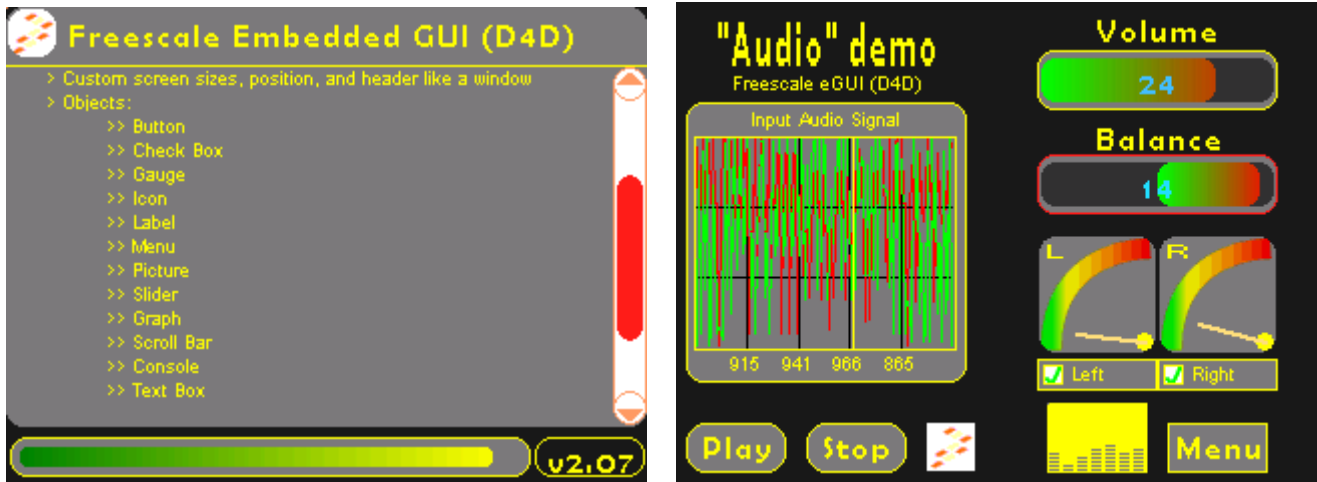 Freescale Embedded GUI (D4D)
> Custom screen sizes, position, and header like a window
> Objects:
>> Button
>> Check Box
>> Gauge
>> Icon
>> Label
>> Menu
>> Picture
>> Slider
>> Graph
>> Scroll Bar
>> Console
>> Text Box
v2.07
"Audio" demo
Freescale eGUI (D4D)
Input Audio Signal
915 941 966 865
Play
Stop
Volume
24
Balance
14
L
R
Left
Right
Menu